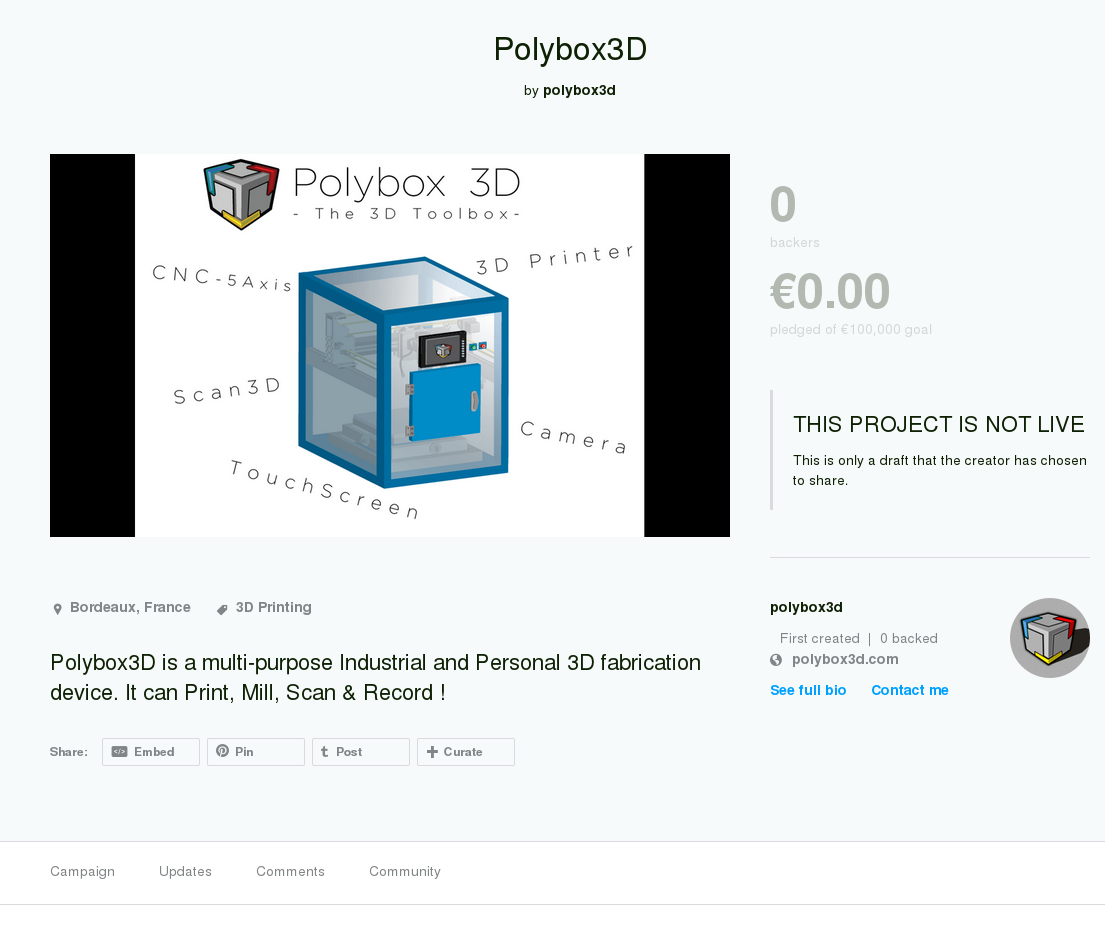 Polybox3D
by polybox3d
Polybox 3D
- The 3D Toolbox-
CNC-5Axis
3D Printer
Scan3D
Camera
TouchScreen
0
backers
€0.00
pledged of €100,000 goal
THIS PROJECT IS NOT LIVE
This is only a draft that the creator has chosen
to share.
Bordeaux, France
3D Printing
Polybox3D is a multi-purpose Industrial and Personal 3D fabrication
device. It can Print, Mill, Scan & Record !
Share:
Embed
Pin
Post
Curate
polybox3d
First created | 0 backed
polybox3d.com
See full bio
Contact me
Campaign
Updates
Comments
Community